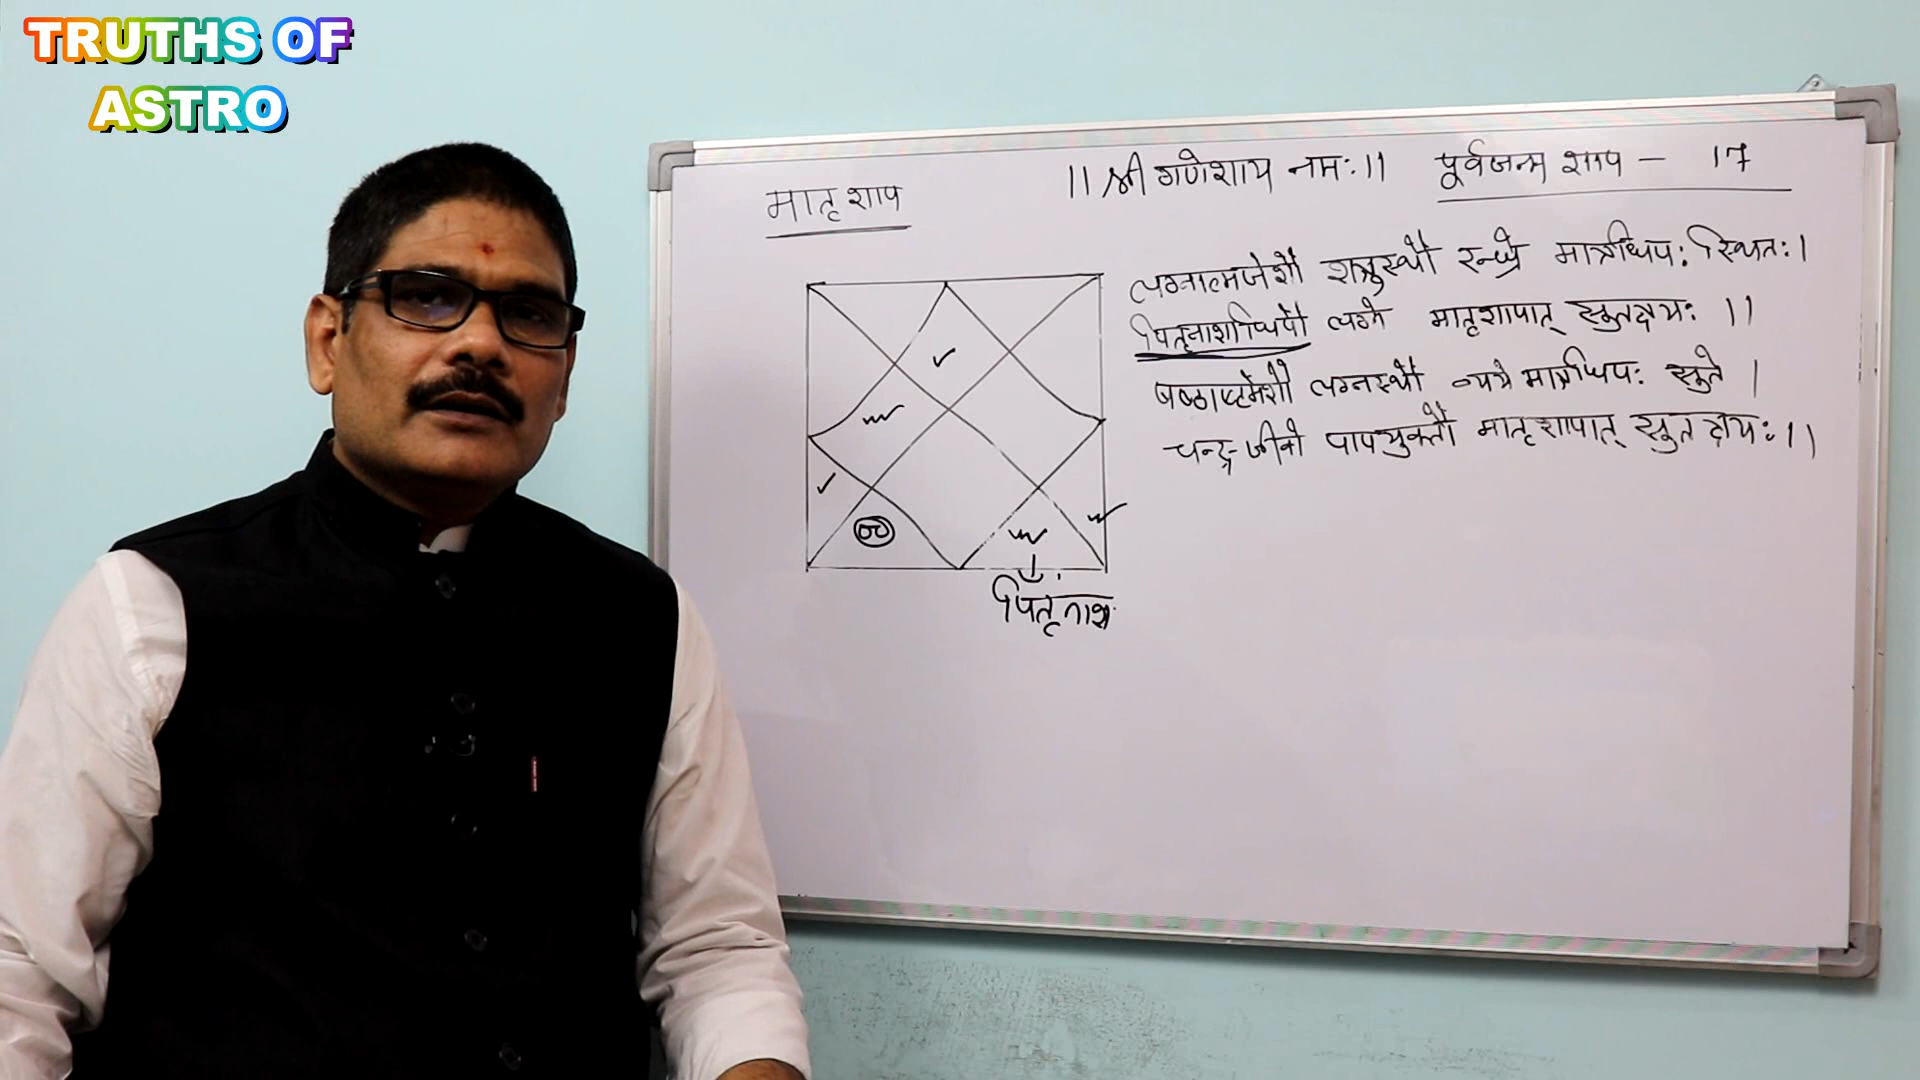 TRUTHS OF
ASTRO
॥ श्री गणेशाय नमः॥ पूर्वजन्म शाप - 17
मातृ शाप
लग्नात्मजेशौ शत्रुस्थौ रन्ध्रे मात्राधिपः स्थितः।
पितृनाशाधिपौ लग्ने मातृशापात् सुतक्षयः ॥
षष्ठाष्टमेशौ लग्नस्थौ व्यये मात्राधिपः सुते ।
चन्द्र-जीवौ पापयुक्तौ मातृशापात् सुत क्षयः॥
पितृनाश